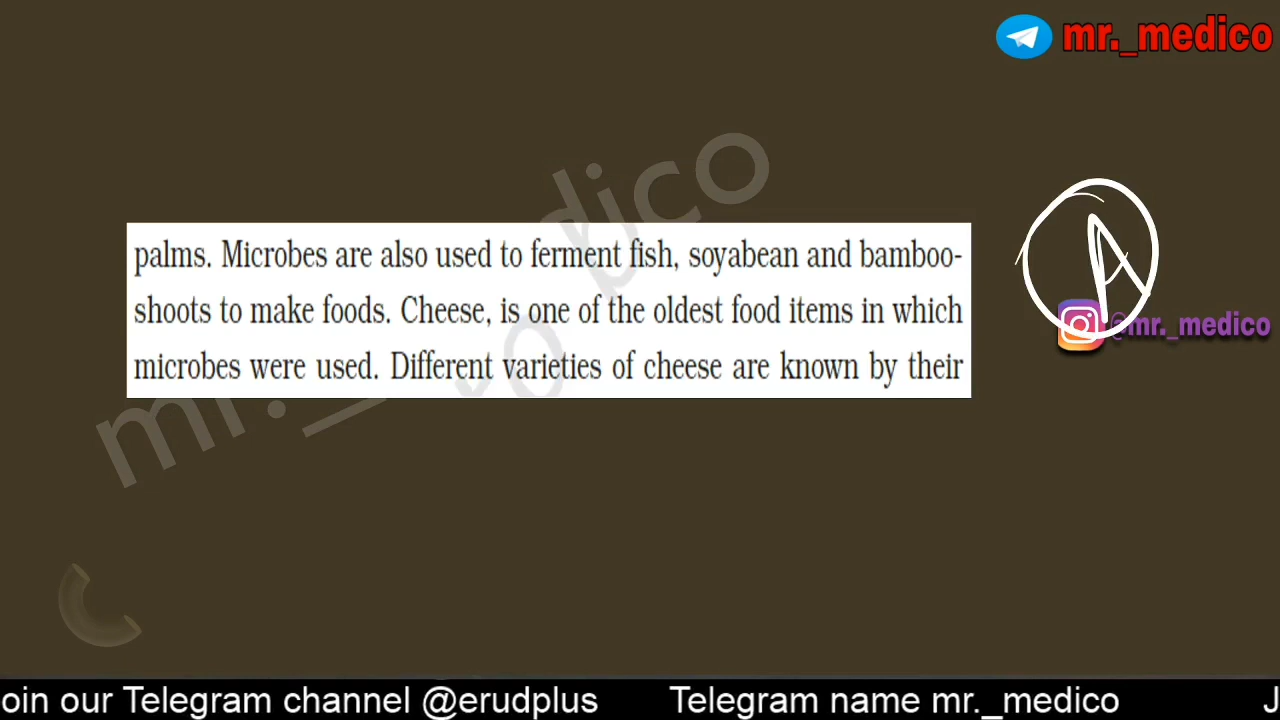 mr._medico
palms. Microbes are also used to ferment fish, soyabean and bamboo-
shoots to make foods. Cheese, is one of the oldest food items in which
microbes were used. Different varieties of cheese are known by their
A
@mr._medico
oin our Telegram channel @erudplus Telegram name mr._medico J